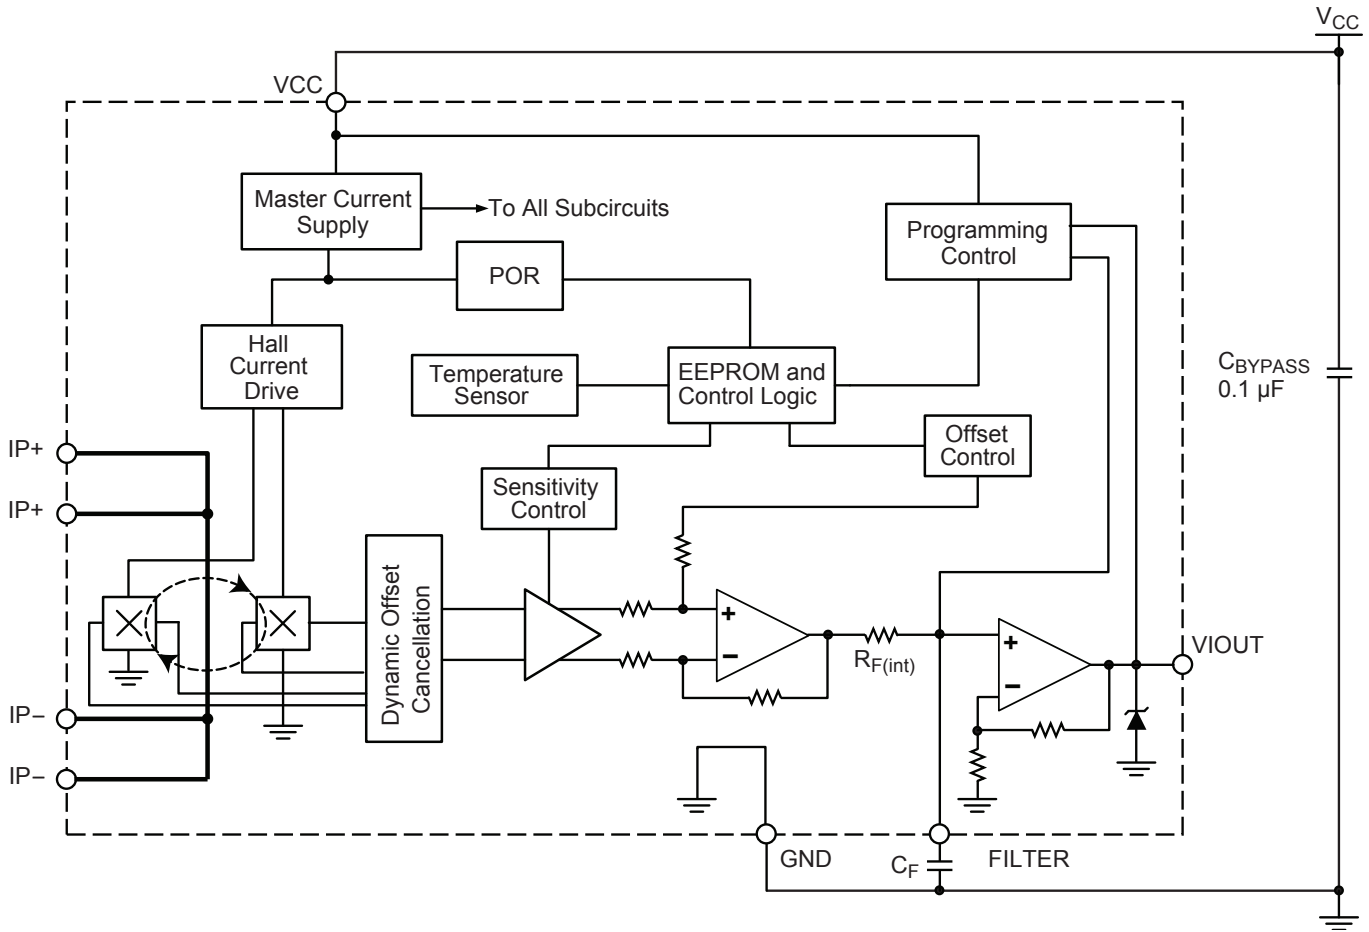 VCC
VCC
Master Current
Supply
To All Subcircuits
Programming
Control
POR
Hall
Current
Drive
Temperature
Sensor
EEPROM and
Control Logic
CBYPASS
0.1 µF
Offset
Control
IP+
Sensitivity
Control
IP+
Dynamic Offset
Cancellation
+
–
RF(int)
+
–
VIOUT
IP–
IP–
GND
CF
FILTER